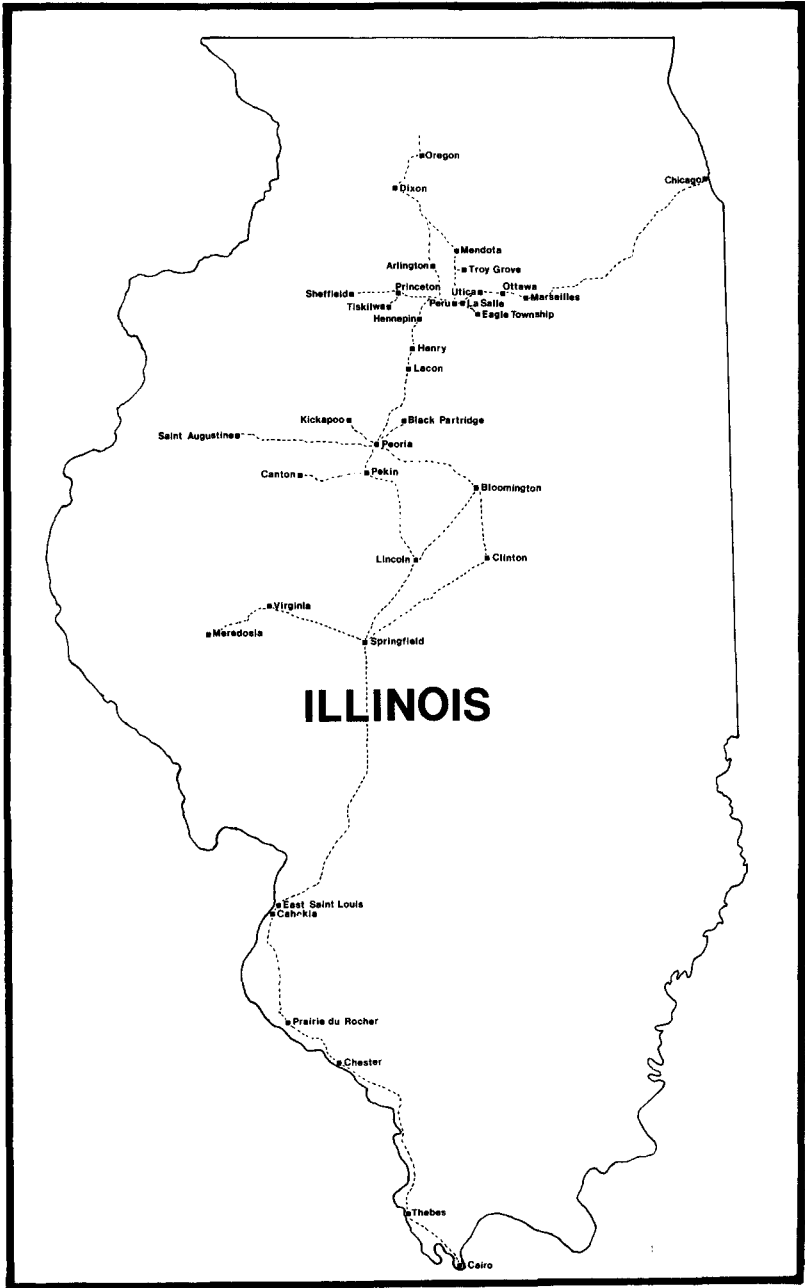 Oregon
Chicago
Dixon
Mendota
Arlington
Troy Grove
Princeton
Sheffield
Utica
Ottawa
Marseilles
Tiskilwa
Peru
La Salle
Hennepin
Eagle Township
Henry
Lacon
Kickapoo
Black Partridge
Saint Augustine
Peoria
Canton
Pekin
Bloomington
Lincoln
Clinton
Virginia
Meredosia
Springfield
ILLINOIS
East Saint Louis
Cahokia
Prairie du Rocher
Chester
Thebes
Cairo